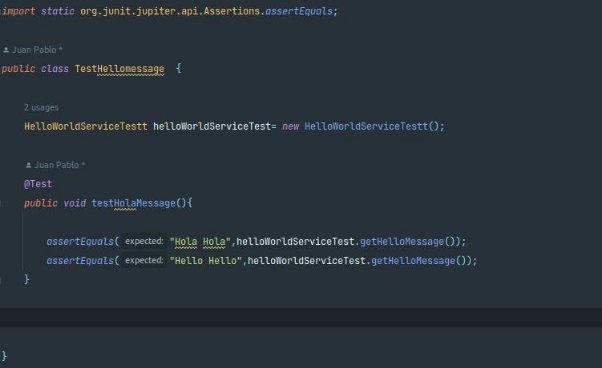 import static org.junit.jupiter.api.Assertions.assertEquals;
Juan Pablo *
public class TestHellomessage {
2 usages
HelloWorldServiceTestt helloWorldServiceTest= new HelloWorldServiceTestt();
Juan Pablo *
@Test
public void testHolaMessage(){
assertEquals( expected: "Hola Hola",helloWorldServiceTest.getHelloMessage());
assertEquals( expected: "Hello Hello",helloWorldServiceTest.getHelloMessage());
}
}